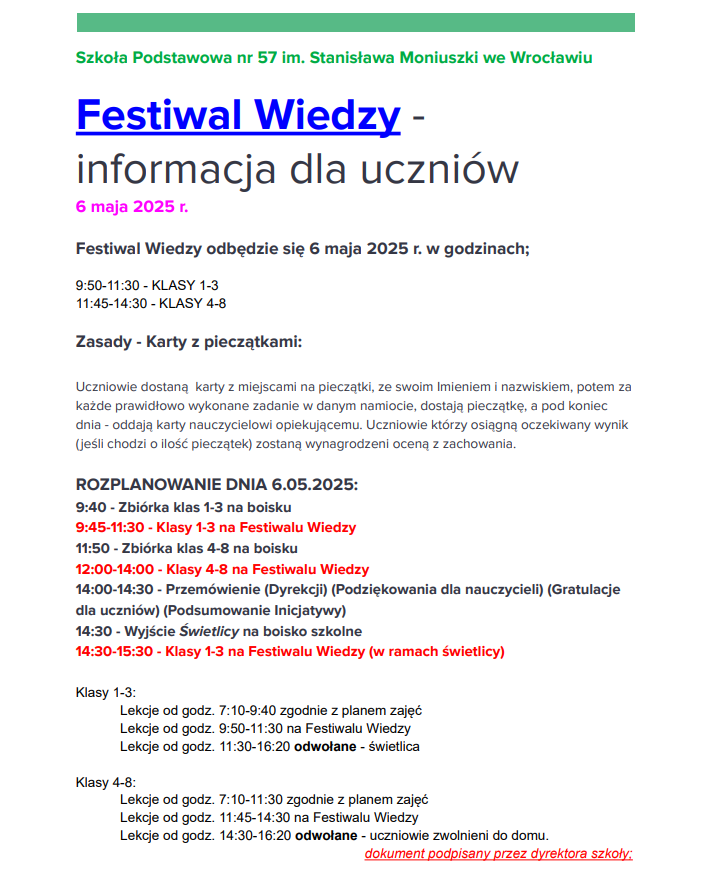 Szkoła Podstawowa nr 57 im. Stanisława Moniuszki we Wrocławiu
Festiwal Wiedzy -
informacja dla uczniów
6 maja 2025 r.
Festiwal Wiedzy odbędzie się 6 maja 2025 r. w godzinach;
9:50-11:30 - KLASY 1-3
11:45-14:30 - KLASY 4-8
Zasady - Karty z pieczątkami:
Uczniowie dostaną  karty z miejscami na pieczątki, ze swoim Imieniem i nazwiskiem, potem za
każde prawidłowo wykonane zadanie w danym namiocie, dostają pieczątkę, a pod koniec
dnia - oddają karty nauczycielowi opiekującemu. Uczniowie którzy osiągną oczekiwany wynik
(jeśli chodzi o ilość pieczątek) zostaną wynagrodzeni oceną z zachowania.
ROZPLANOWANIE DNIA 6.05.2025:
9:40 - Zbiórka klas 1-3 na boisku
9:45-11:30 - Klasy 1-3 na Festiwalu Wiedzy
11:50 - Zbiórka klas 4-8 na boisku
12:00-14:00 - Klasy 4-8 na Festiwalu Wiedzy
14:00-14:30 - Przemówienie (Dyrekcji) (Podziękowania dla nauczycieli) (Gratulacje
dla uczniów) (Podsumowanie Inicjatywy)
14:30 - Wyjście Świetlicy na boisko szkolne
14:30-15:30 - Klasy 1-3 na Festiwalu Wiedzy (w ramach świetlicy)
Klasy 1-3:
Lekcje od godz. 7:10-9:40 zgodnie z planem zajęć
Lekcje od godz. 9:50-11:30 na Festiwalu Wiedzy
Lekcje od godz. 11:30-16:20 odwołane - świetlica
Klasy 4-8:
Lekcje od godz. 7:10-11:30 zgodnie z planem zajęć
Lekcje od godz. 11:45-14:30 na Festiwalu Wiedzy
Lekcje od godz. 14:30-16:20 odwołane - uczniowie zwolnieni do domu.
dokument podpisany przez dyrektora szkoły;